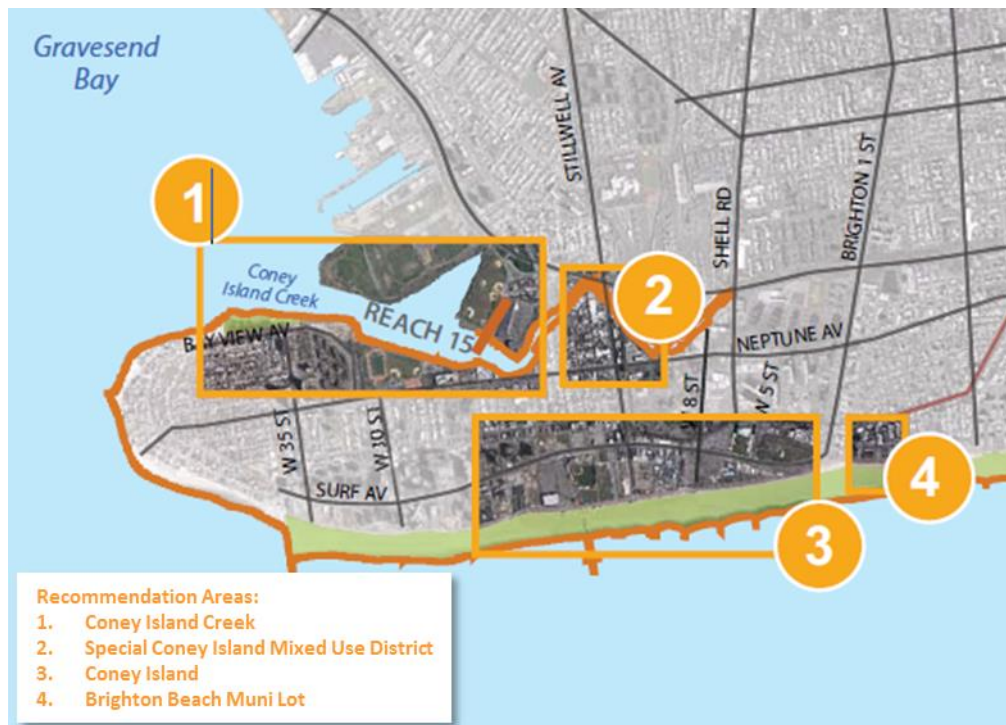 Gravesend
Bay
STILLWELL AV
SHELL RD
BRIGHTON 1 ST
1
Coney
Island Creek
REACH 15
2
BAY VIEW AV
NEPTUNE AV
W 8 ST
W 5 ST
W 35 ST
W 30 ST
SURF AV
4
3
Recommendation Areas:
1. Coney Island Creek
2. Special Coney Island Mixed Use District
3. Coney Island
4. Brighton Beach Muni Lot